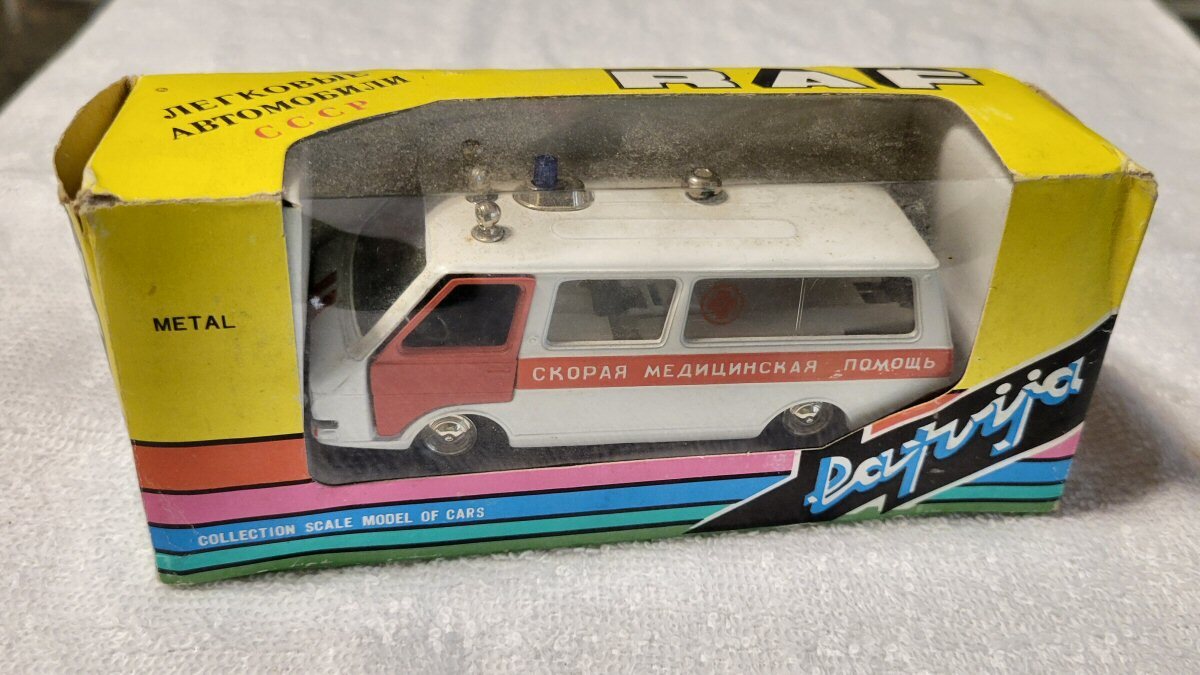 ЛЕГКОВЫЕ
АВТОМОБИЛИ
СССР
RAF
METAL
СКОРАЯ МЕДИЦИНСКАЯ ПОМОЩЬ
Latvija
COLLECTION SCALE MODEL OF CARS